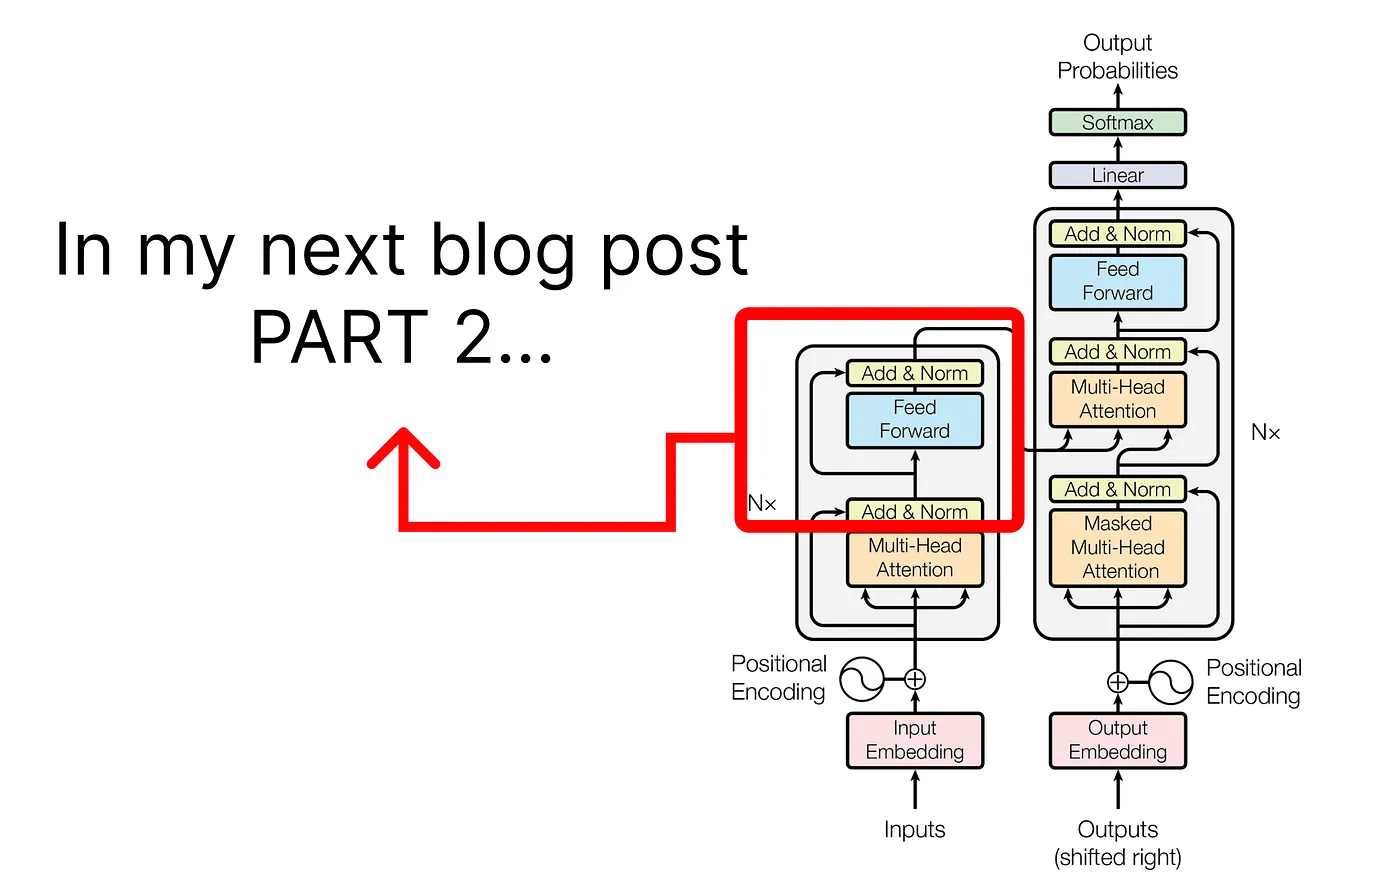 In my next blog post
PART 2...
Output
Probabilities
Softmax
Linear
Add & Norm
Feed
Forward
Add & Norm
Multi-Head
Attention
Add & Norm
Masked
Multi-Head
Attention
N×
Add & Norm
Feed
Forward
N×
Add & Norm
Multi-Head
Attention
Positional
Encoding
Positional
Encoding
Input
Embedding
Output
Embedding
Inputs
Outputs
(shifted right)